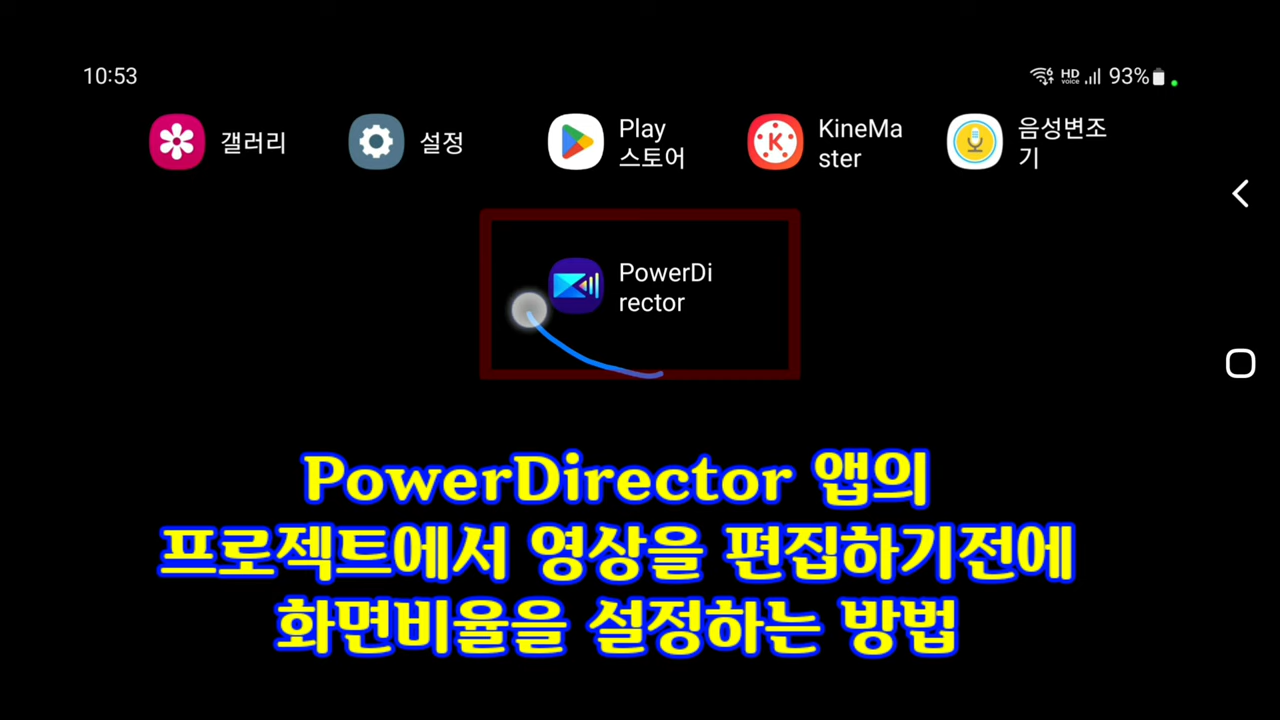 10:53
HD voice 93%
갤러리
설정
Play
스토어
KineMa
ster
음성변조
기
PowerDi
rector
PowerDirector 앱의
프로젝트에서 영상을 편집하기전에
화면비율을 설정하는 방법